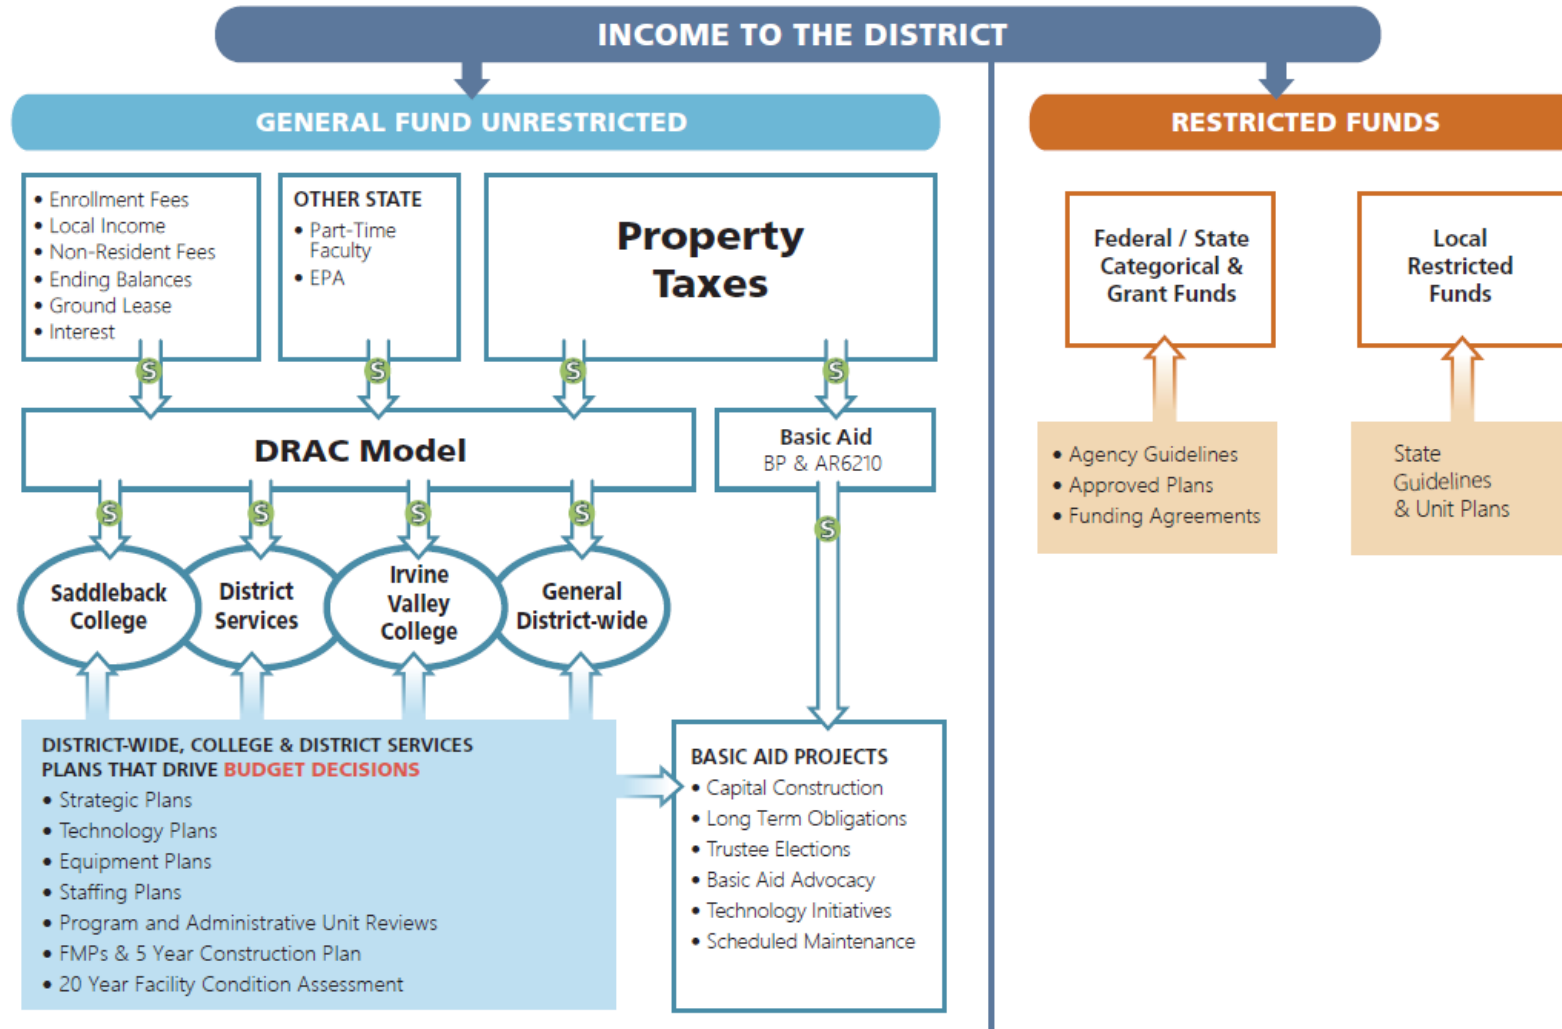 INCOME TO THE DISTRICT
GENERAL FUND UNRESTRICTED
• Enrollment Fees
• Local Income
• Non-Resident Fees
• Ending Balances
• Ground Lease
• Interest
OTHER STATE
• Part-Time
Faculty
• EPA
Property
Taxes
S
S
S
S
DRAC Model
Basic Aid
BP & AR6210
S
S
S
S
S
Saddleback
College
District
Services
Irvine
Valley
College
General
District-wide
DISTRICT-WIDE, COLLEGE & DISTRICT SERVICES
PLANS THAT DRIVE BUDGET DECISIONS
• Strategic Plans
• Technology Plans
• Equipment Plans
• Staffing Plans
• Program and Administrative Unit Reviews
• FMPs & 5 Year Construction Plan
• 20 Year Facility Condition Assessment
BASIC AID PROJECTS
• Capital Construction
• Long Term Obligations
• Trustee Elections
• Basic Aid Advocacy
• Technology Initiatives
• Scheduled Maintenance
RESTRICTED FUNDS
Federal / State
Categorical &
Grant Funds
Local
Restricted
Funds
• Agency Guidelines
• Approved Plans
• Funding Agreements
State
Guidelines
& Unit Plans